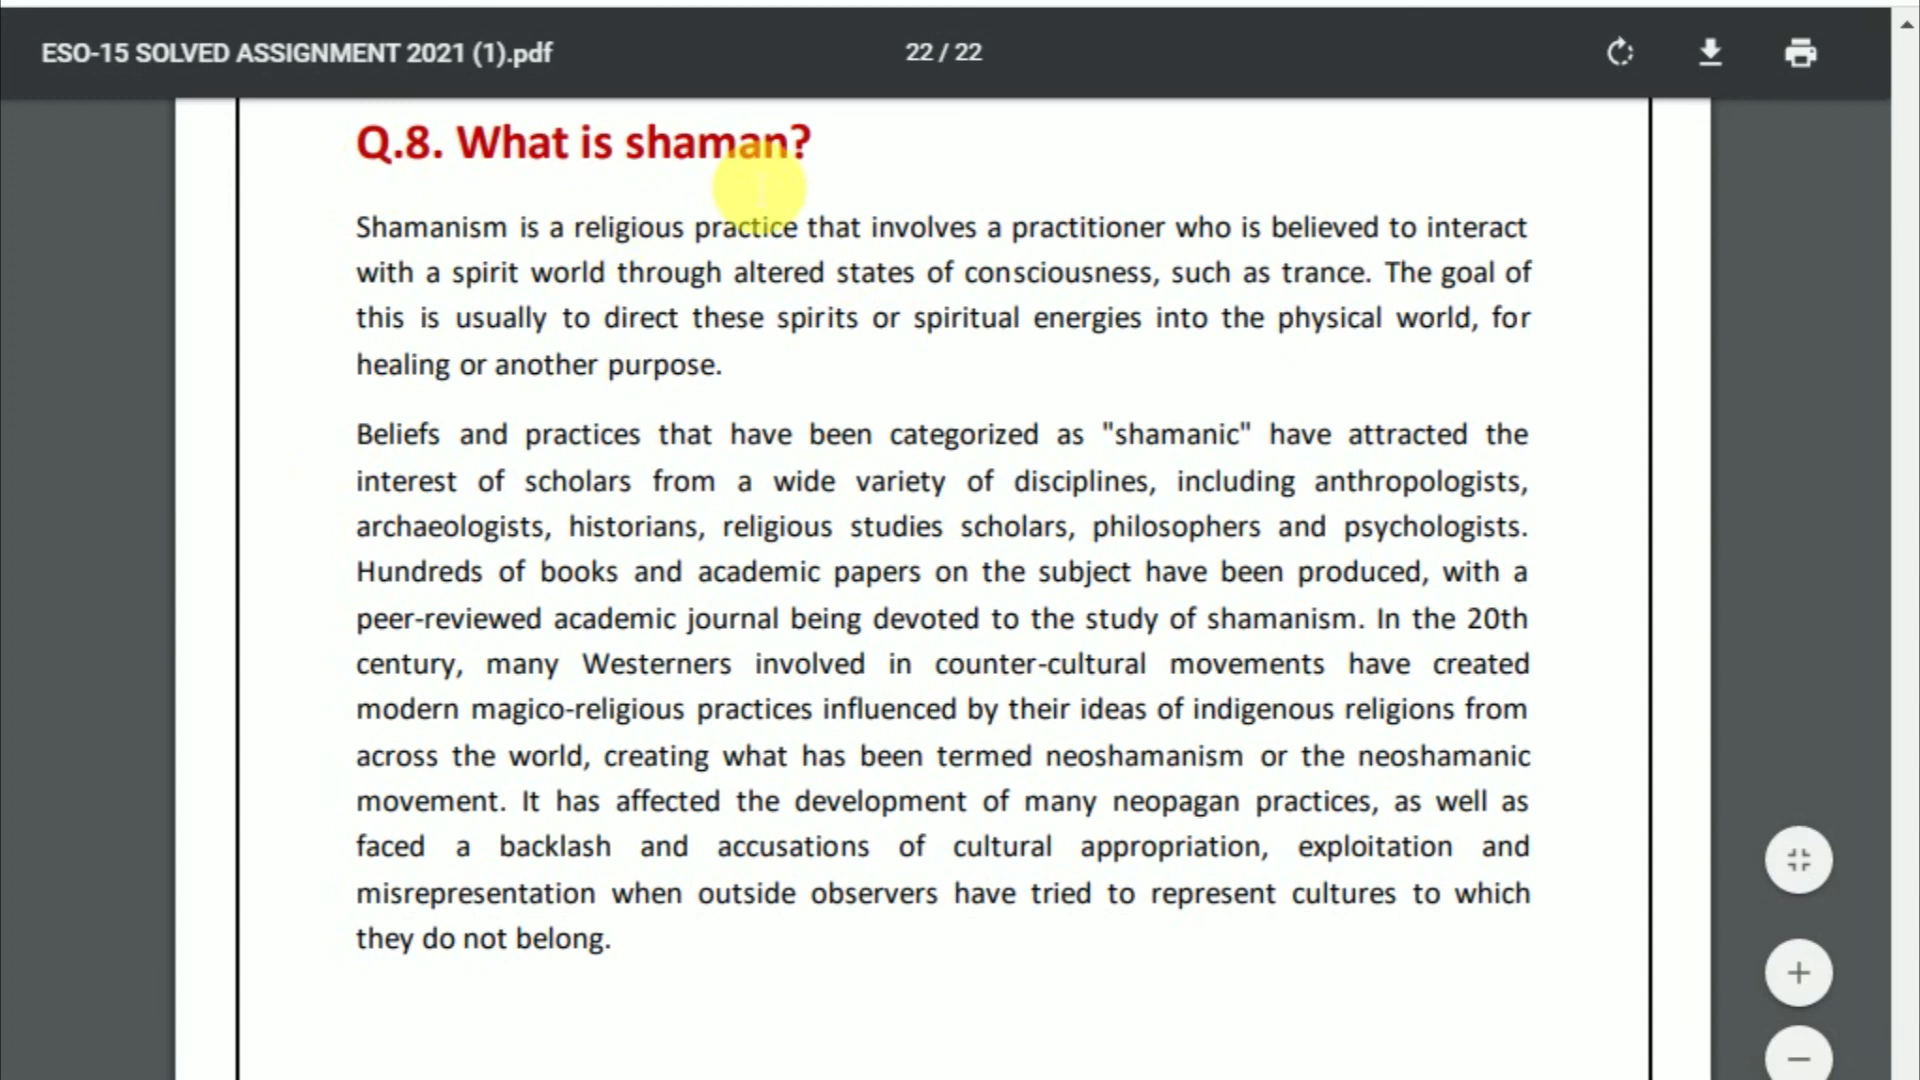 ESO-15 SOLVED ASSIGNMENT 2021 (1).pdf
22 / 22
Q.8. What is shaman?
Shamanism is a religious practice that involves a practitioner who is believed to interact
with a spirit world through altered states of consciousness, such as trance. The goal of
this is usually to direct these spirits or spiritual energies into the physical world, for
healing or another purpose.
Beliefs and practices that have been categorized as "shamanic" have attracted the
interest of scholars from a wide variety of disciplines, including anthropologists,
archaeologists, historians, religious studies scholars, philosophers and psychologists.
Hundreds of books and academic papers on the subject have been produced, with a
peer-reviewed academic journal being devoted to the study of shamanism. In the 20th
century, many Westerners involved in counter-cultural movements have created
modern magico-religious practices influenced by their ideas of indigenous religions from
across the world, creating what has been termed neoshamanism or the neoshamanic
movement. It has affected the development of many neopagan practices, as well as
faced a backlash and accusations of cultural appropriation, exploitation and
misrepresentation when outside observers have tried to represent cultures to which
they do not belong.